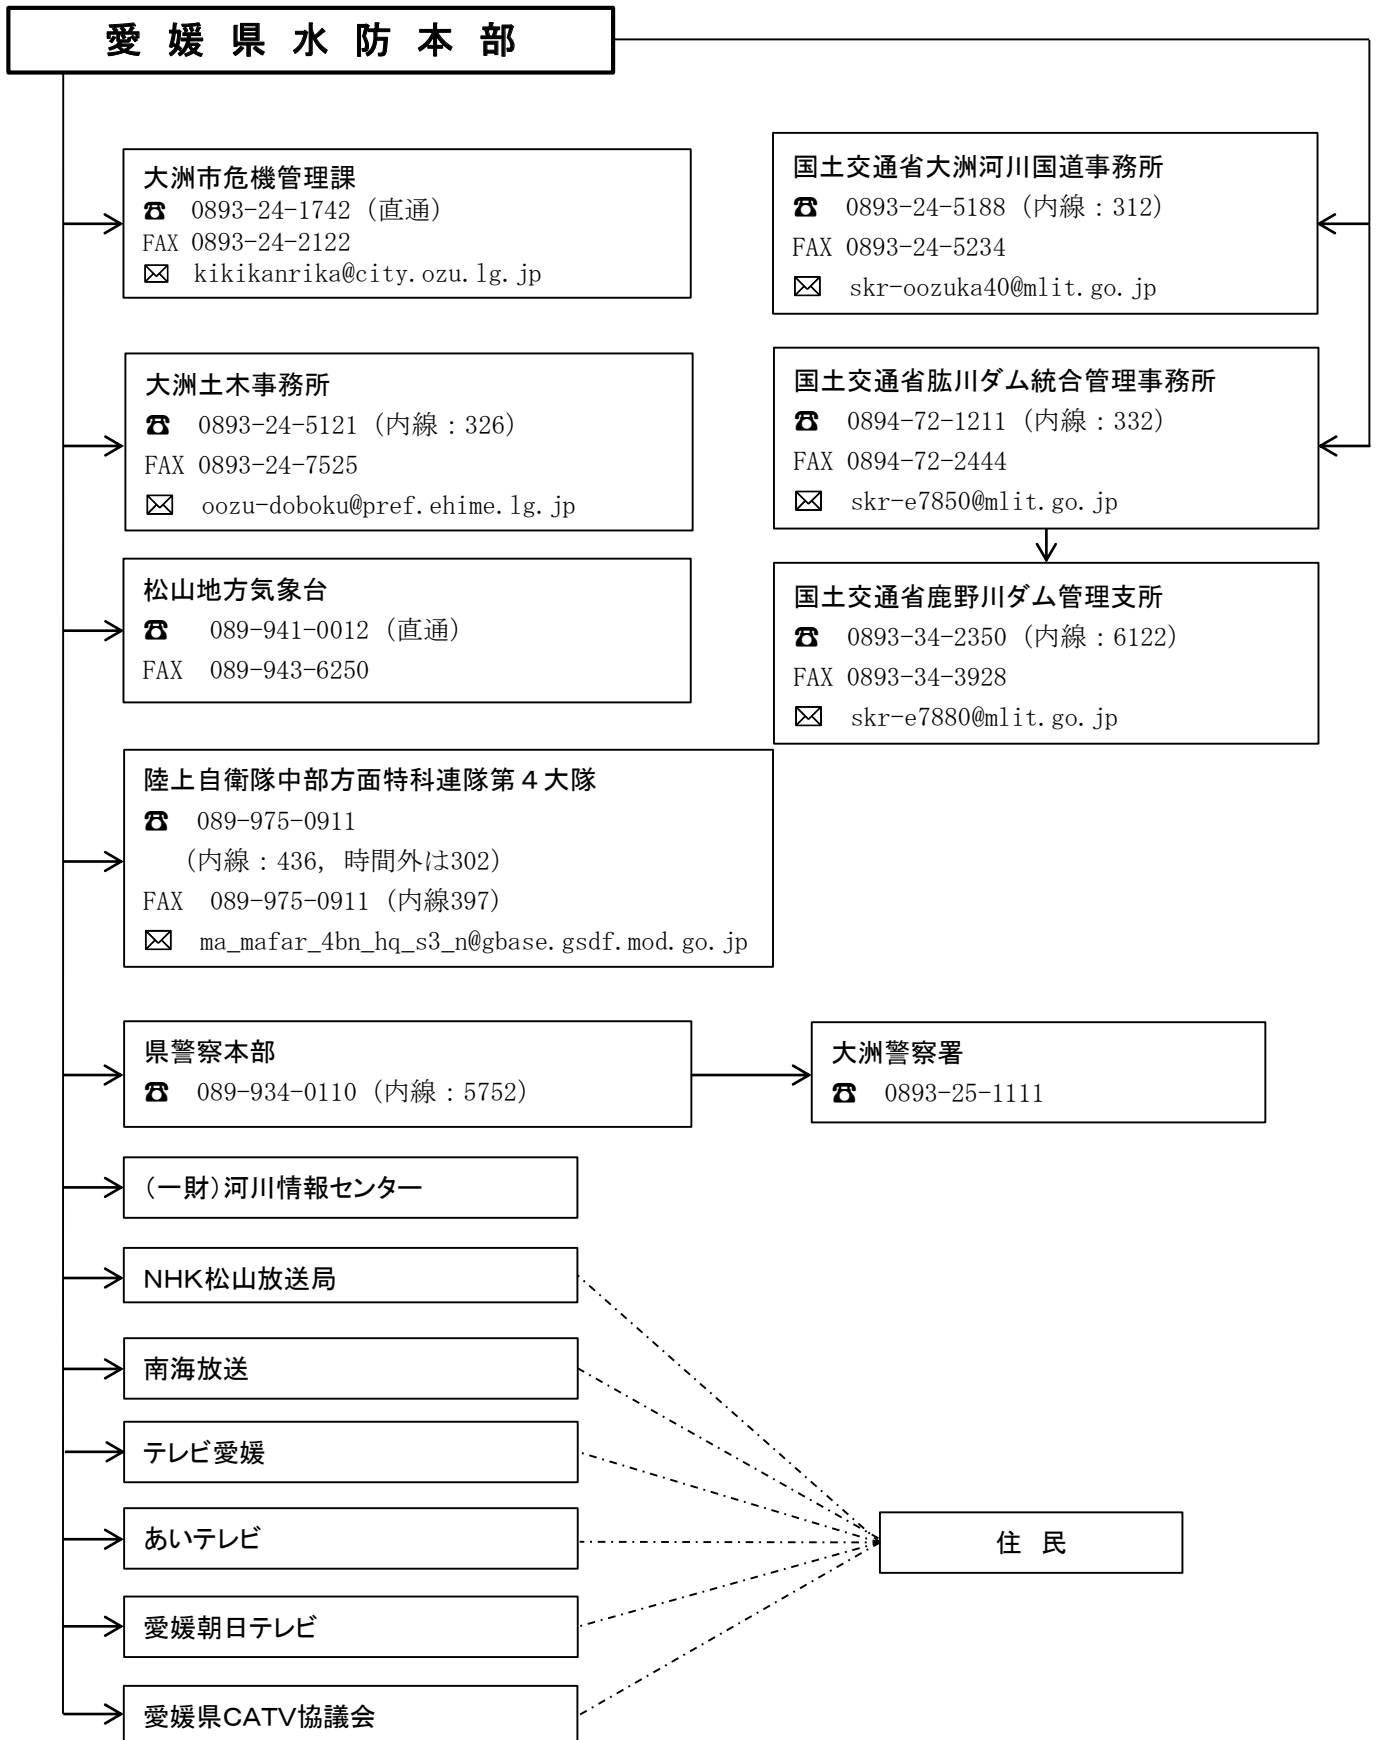 愛媛県水防本部
大洲市危機管理課
☎ 0893-24-1742（直通）
FAX 0893-24-2122
✉ kikikanrika@city.ozu.lg.jp
大洲土木事務所
☎ 0893-24-5121（内線：326）
FAX 0893-24-7525
✉ oozu-doboku@pref.ehime.lg.jp
松山地方気象台
☎ 089-941-0012（直通）
FAX 089-943-6250
陸上自衛隊中部方面特科連隊第４大隊
☎ 089-975-0911
（内線：436，時間外は302）
FAX 089-975-0911（内線397）
✉ ma_mafar_4bn_hq_s3_n@gbase.gsdf.mod.go.jp
県警察本部
☎ 089-934-0110（内線：5752）
大洲警察署
☎ 0893-25-1111
（一財）河川情報センター
NHK松山放送局
南海放送
テレビ愛媛
あいテレビ
愛媛朝日テレビ
愛媛県CATV協議会
住 民
国土交通省大洲河川国道事務所
☎ 0893-24-5188（内線：312）
FAX 0893-24-5234
✉ skr-oozuka40@mlit.go.jp
国土交通省肱川ダム統合管理事務所
☎ 0894-72-1211（内線：332）
FAX 0894-72-2444
✉ skr-e7850@mlit.go.jp
国土交通省鹿野川ダム管理支所
☎ 0893-34-2350（内線：6122）
FAX 0893-34-3928
✉ skr-e7880@mlit.go.jp